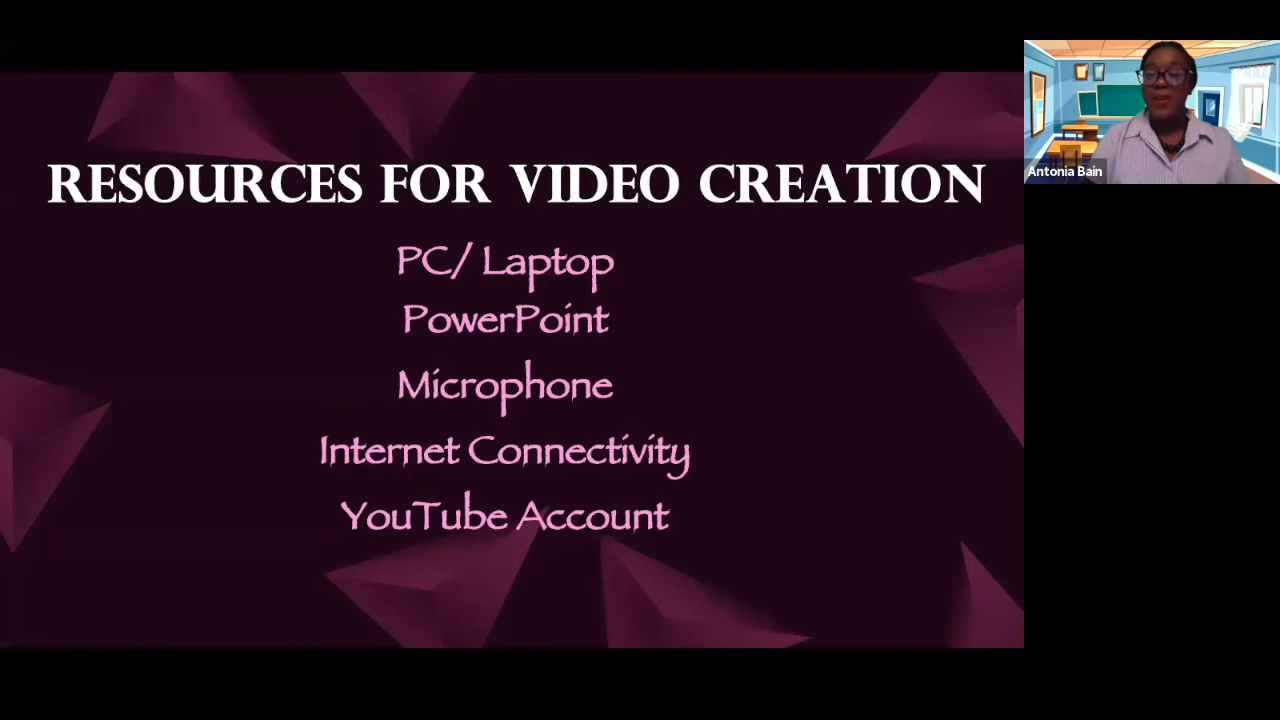 RESOURCES FOR VIDEO CREATION
PC/ Laptop
PowerPoint
Microphone
Internet Connectivity
YouTube Account
Antonia Bain